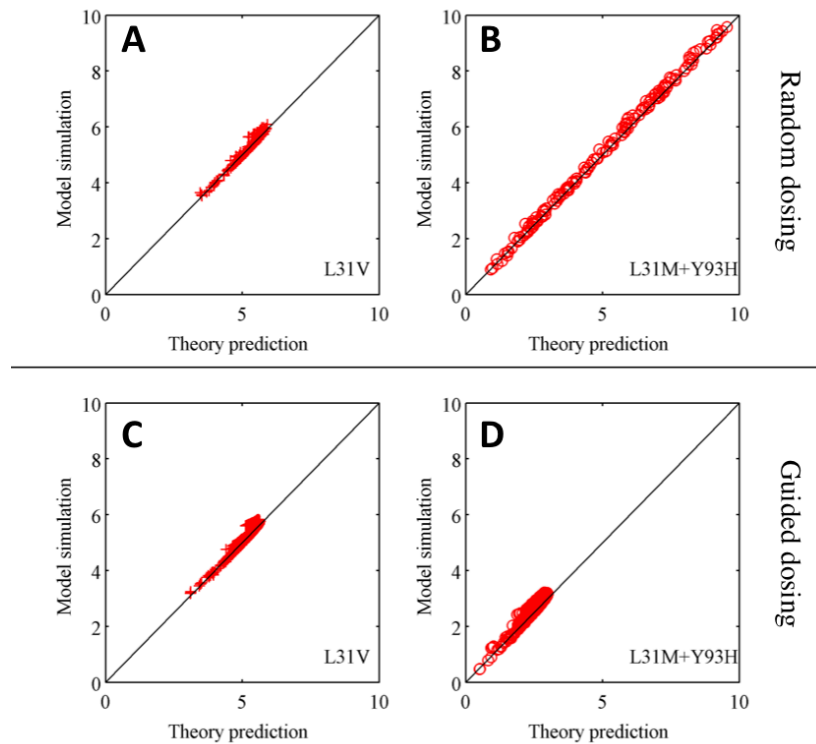 A
10
8
6
4
2
0
0
5
10
Model simulation
Theory prediction
L31V
B
10
8
6
4
2
0
0
5
10
Model simulation
Theory prediction
L31M+Y93H
Random dosing
C
10
8
6
4
2
0
0
5
10
Model simulation
Theory prediction
L31V
D
10
8
6
4
2
0
0
5
10
Model simulation
Theory prediction
L31M+Y93H
Guided dosing